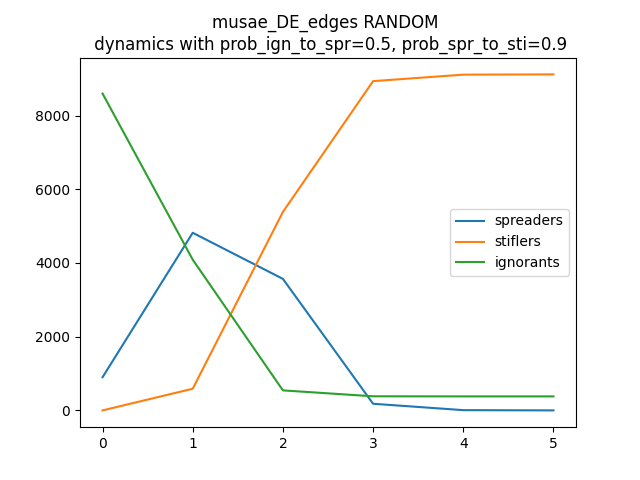 musae_DE_edges RANDOM
dynamics with prob_ign_to_spr=0.5, prob_spr_to_sti=0.9
8000
6000
4000
2000
0
spreaders
stiflers
ignorants
0 1 2 3 4 5